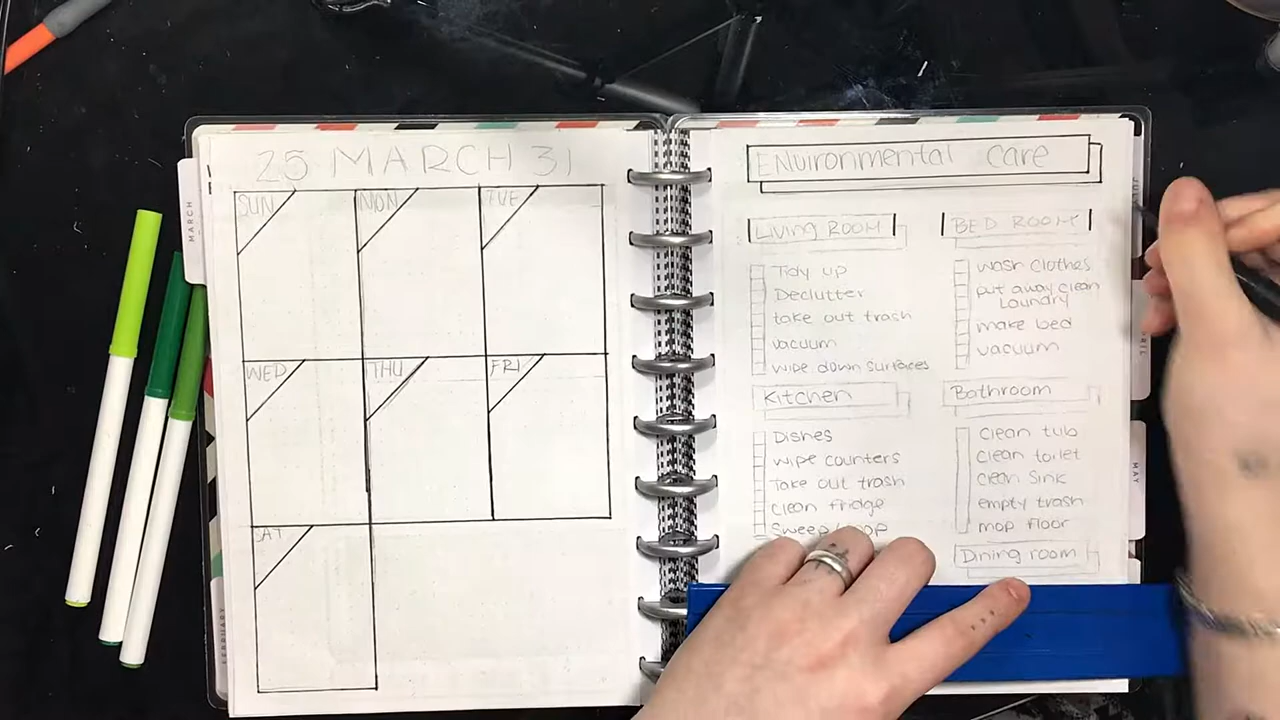 25 MARCH 31
SUN
MON
TUE
WED
THU
FRI
SAT
MARCH
Environmental Care
LIVING ROOM
Tidy up
Declutter
take out trash
vacuum
wipe down surfaces
BED ROOM
wash clothes
put away clean
laundry
make bed
vacuum
Kitchen
Dishes
wipe counters
Take out trash
clean fridge
Bathroom
clean tub
clean toilet
clean sink
empty trash
mop floor
Dining room
MAY